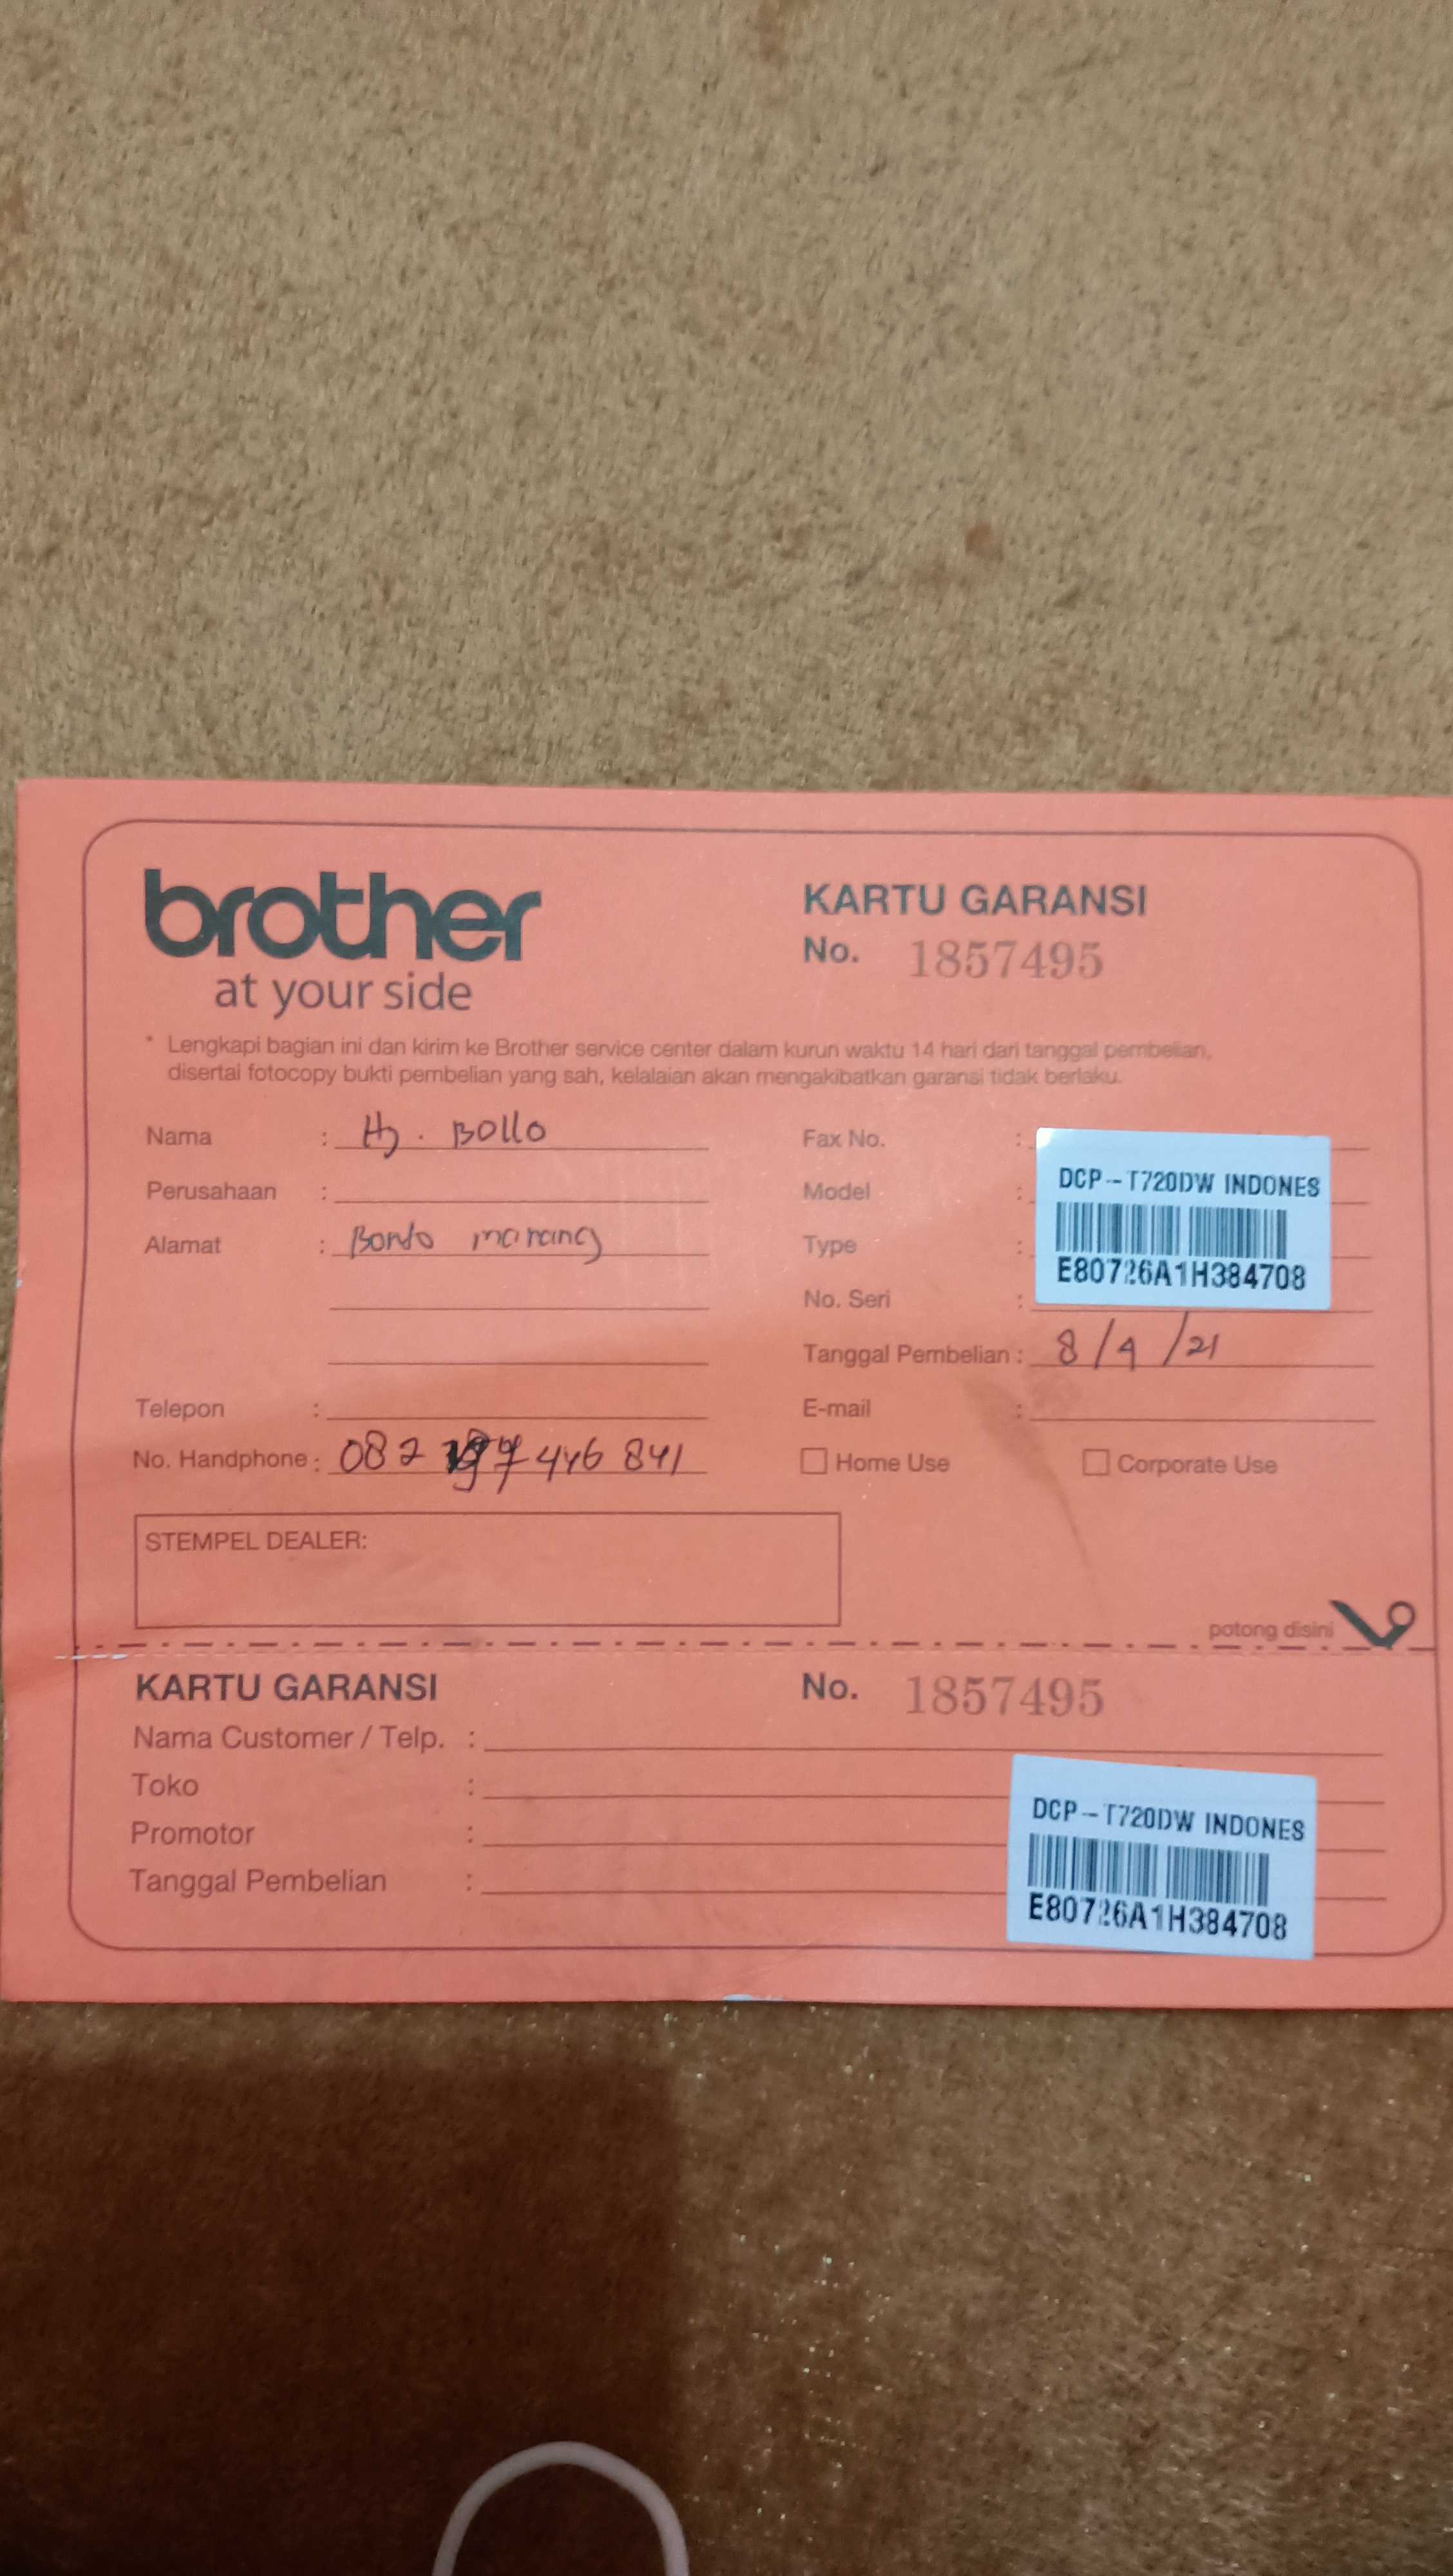 brother
at your side
KARTU GARANSI
No. 1857495
* Lengkapi bagian ini dan kirim ke Brother service center dalam kurun waktu 14 hari dari tanggal pembelian,
disertai fotocopy bukti pembelian yang sah, kelalaian akan mengakibatkan garansi tidak berlaku.
Nama : Hj. Bollo
Perusahaan :
Alamat : Bonto marang
Telepon :
No. Handphone : 082 446 841
Fax No. :
Model :
Type :
No. Seri :
DCP-T720DW INDONES
E80726A1H384708
Tanggal Pembelian : 8/4/21
E-mail :
Home Use
Corporate Use
STEMPEL DEALER:
potong disini
KARTU GARANSI
No. 1857495
Nama Customer / Telp. :
Toko :
Promotor :
Tanggal Pembelian :
DCP-T720DW INDONES
E80726A1H384708